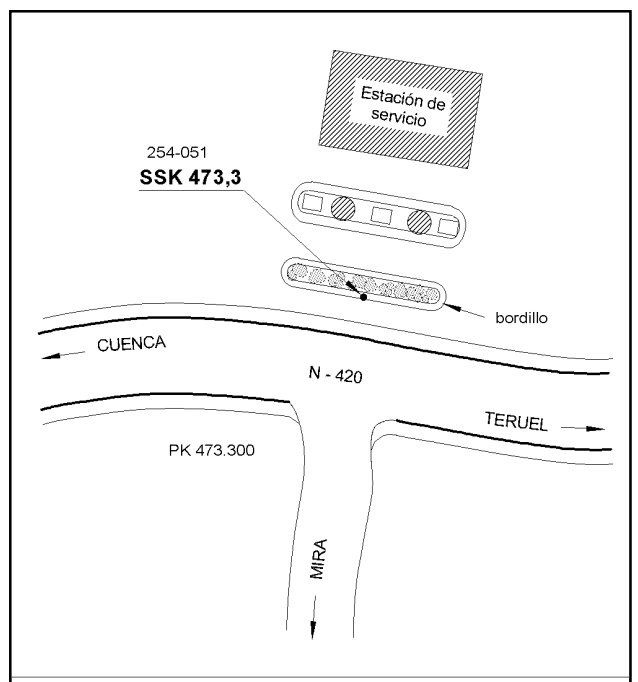 Estación de
servicio
254-051
SSK 473,3
bordillo
CUENCA
N - 420
TERUEL
PK 473.300
MIRA